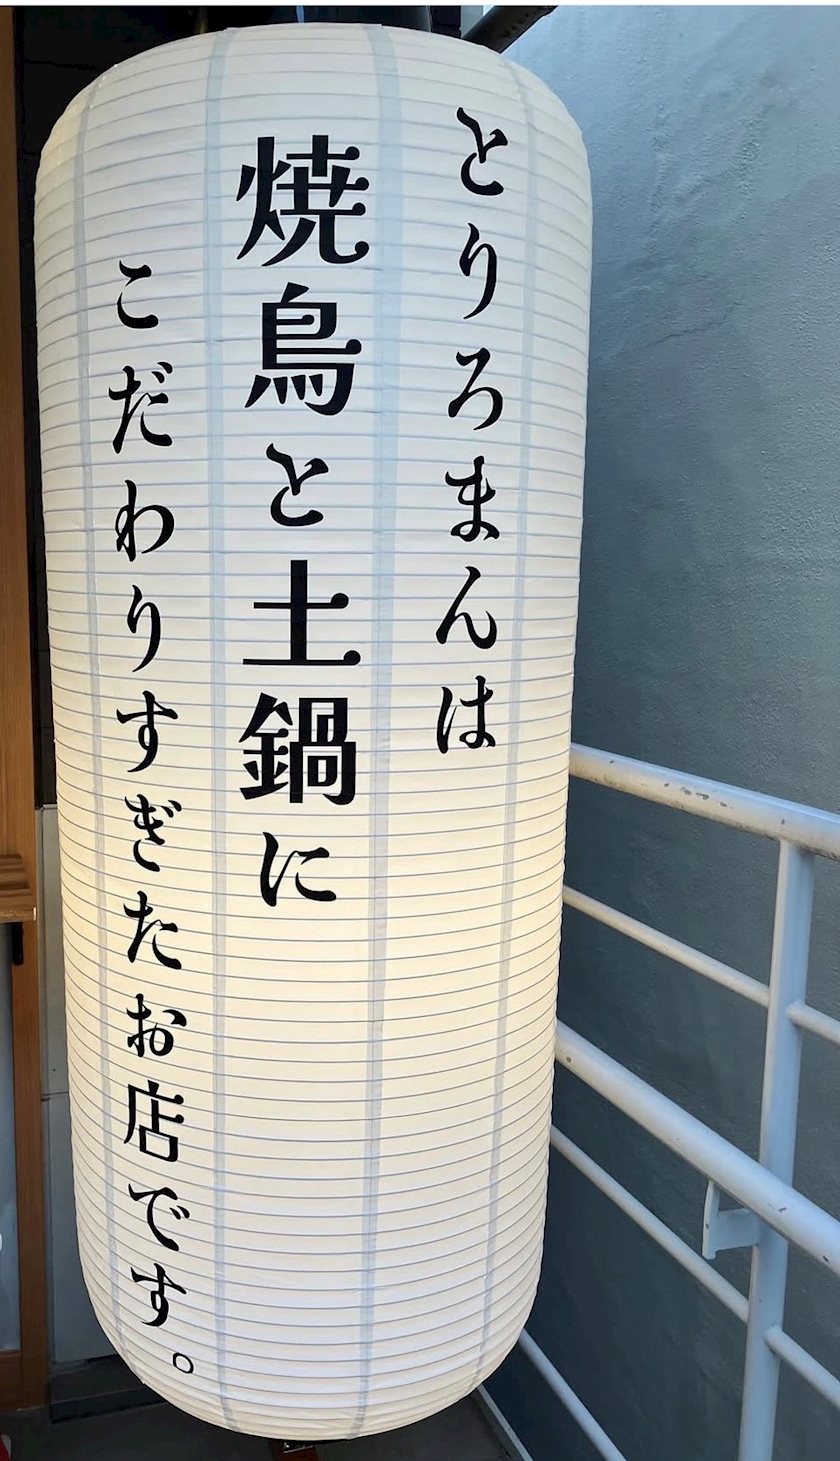 とりろまんは
焼鳥と土鍋に
こだわりすぎたお店です。